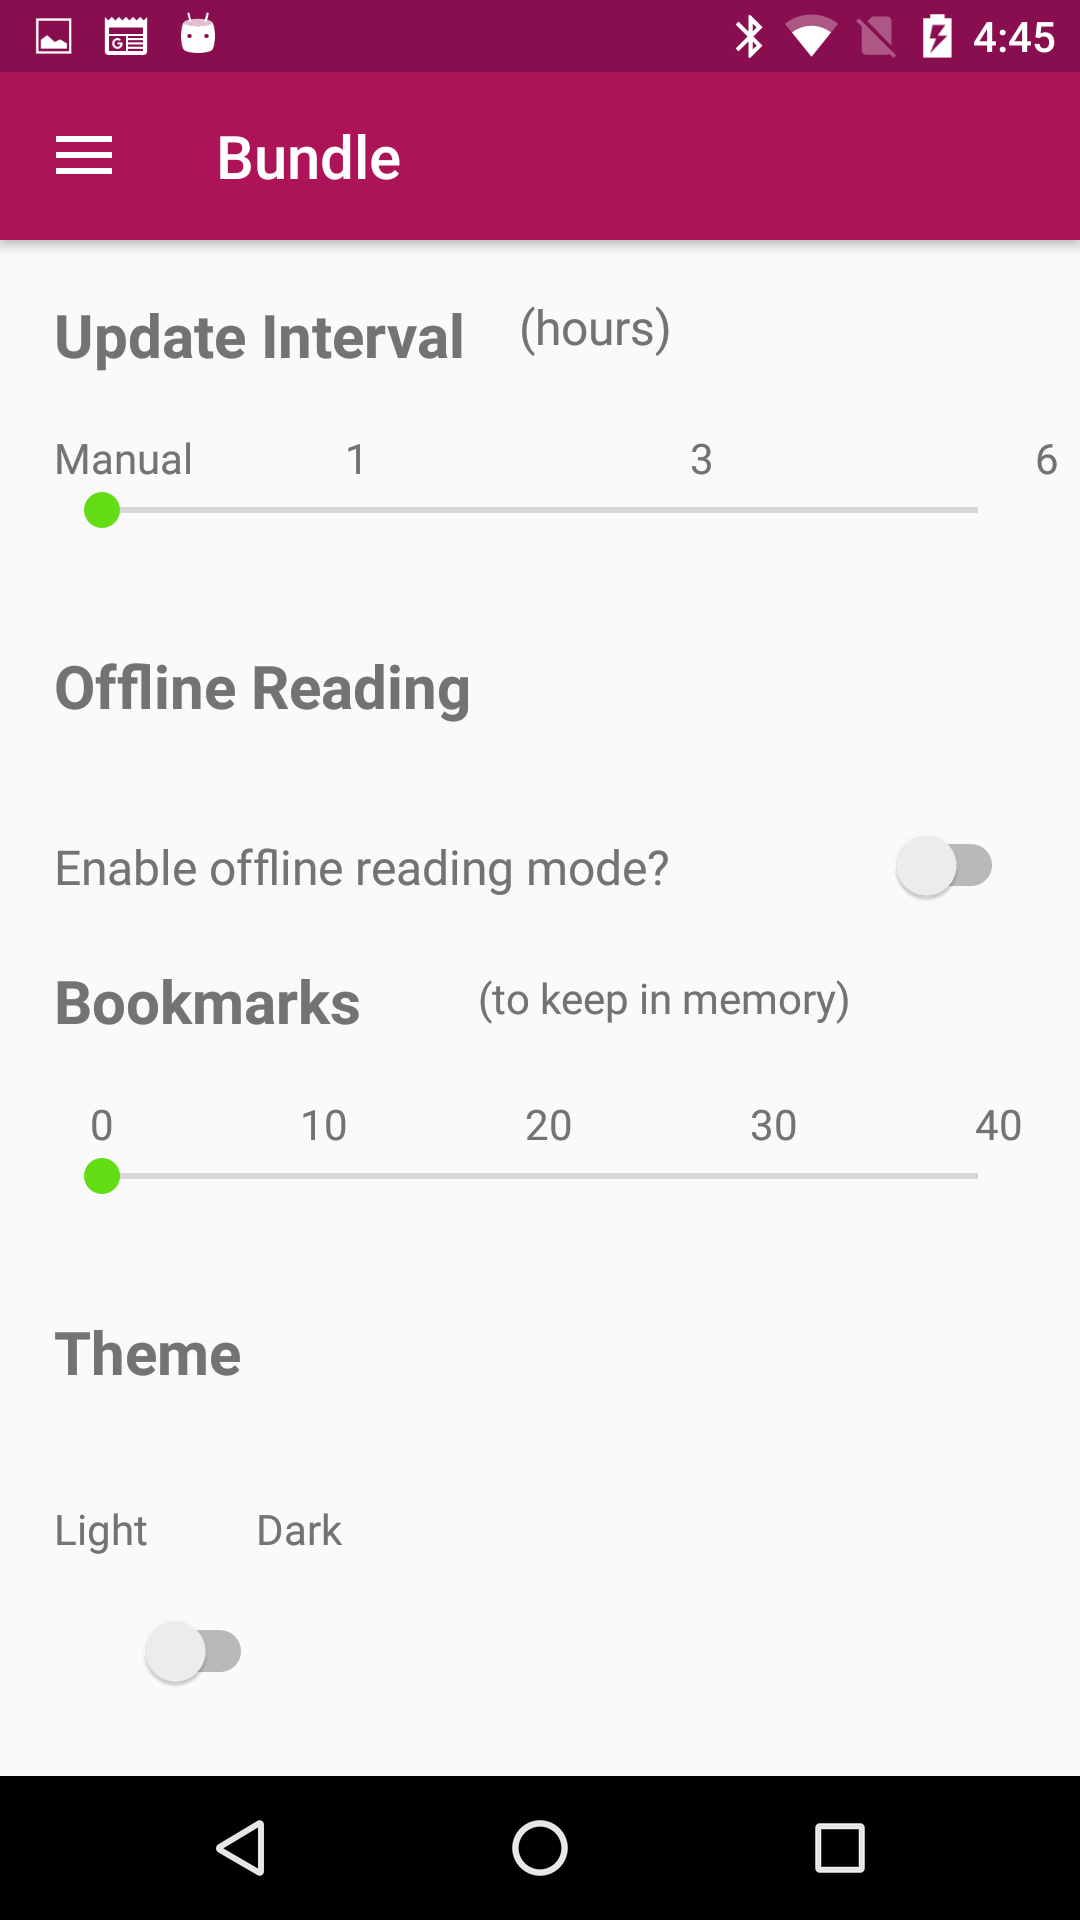 4:45
Bundle
Update Interval (hours)
Manual 1 3 6
Offline Reading
Enable offline reading mode?
Bookmarks (to keep in memory)
0 10 20 30 40
Theme
Light Dark